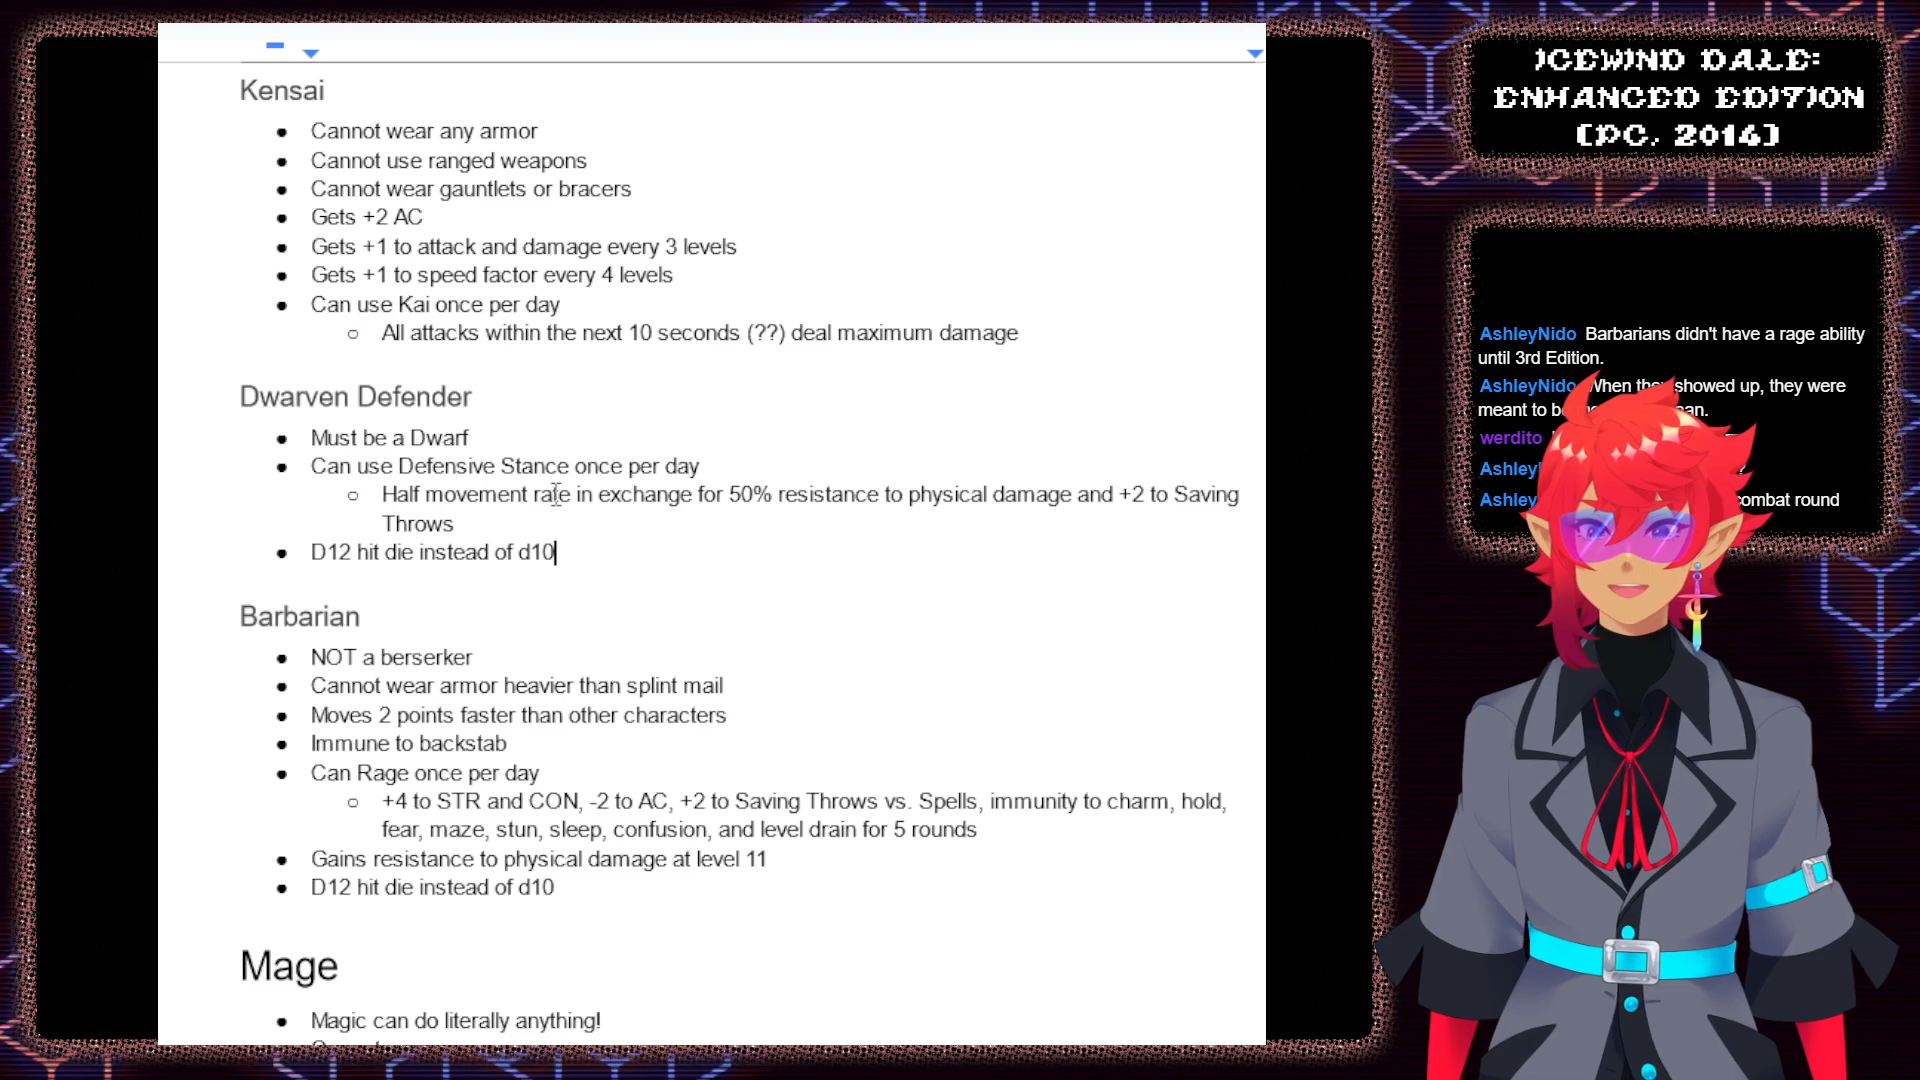 Kensai
● Cannot wear any armor
● Cannot use ranged weapons
● Cannot wear gauntlets or bracers
● Gets +2 AC
● Gets +1 to attack and damage every 3 levels
● Gets +1 to speed factor every 4 levels
● Can use Kai once per day
○ All attacks within the next 10 seconds (??) deal maximum damage
Dwarven Defender
● Must be a Dwarf
● Can use Defensive Stance once per day
○ Half movement rate in exchange for 50% resistance to physical damage and +2 to Saving
Throws
● D12 hit die instead of d10
Barbarian
● NOT a berserker
● Cannot wear armor heavier than splint mail
● Moves 2 points faster than other characters
● Immune to backstab
● Can Rage once per day
○ +4 to STR and CON, -2 to AC, +2 to Saving Throws vs. Spells, immunity to charm, hold,
fear, maze, stun, sleep, confusion, and level drain for 5 rounds
● Gains resistance to physical damage at level 11
● D12 hit die instead of d10
Mage
● Magic can do literally anything!
ICEWIND DALE:
ENHANCED EDITION
(PC, 2014)
AshleyNido Barbarians didn't have a rage ability
until 3rd Edition.
AshleyNido When they showed up, they were
meant to
werdito
Ashley
Ashley combat round